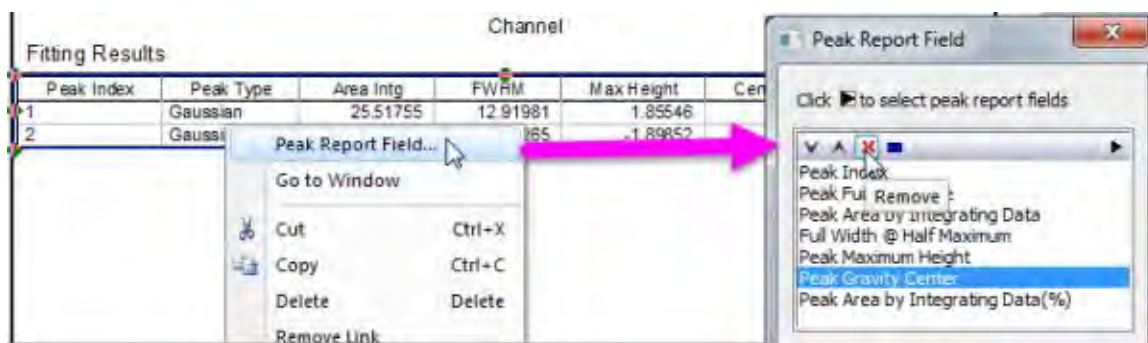 Channel
Fitting Results
Peak Index Peak Type Area Intg FWHM Max Height Cen
1 Gaussian 25.51755 12.91981 1.85546
2 Gaussi 865 -1.89852
Peak Report Field...
Go to Window
Cut Ctrl+X
Copy Ctrl+C
Delete Delete
Remove Link
Peak Report Field
Click to select peak report fields
Peak Index
Peak Fu
Remove
Peak Area by Integrating Data
Full Width @ Half Maximum
Peak Maximum Height
Peak Gravity Center
Peak Area by Integrating Data(%)